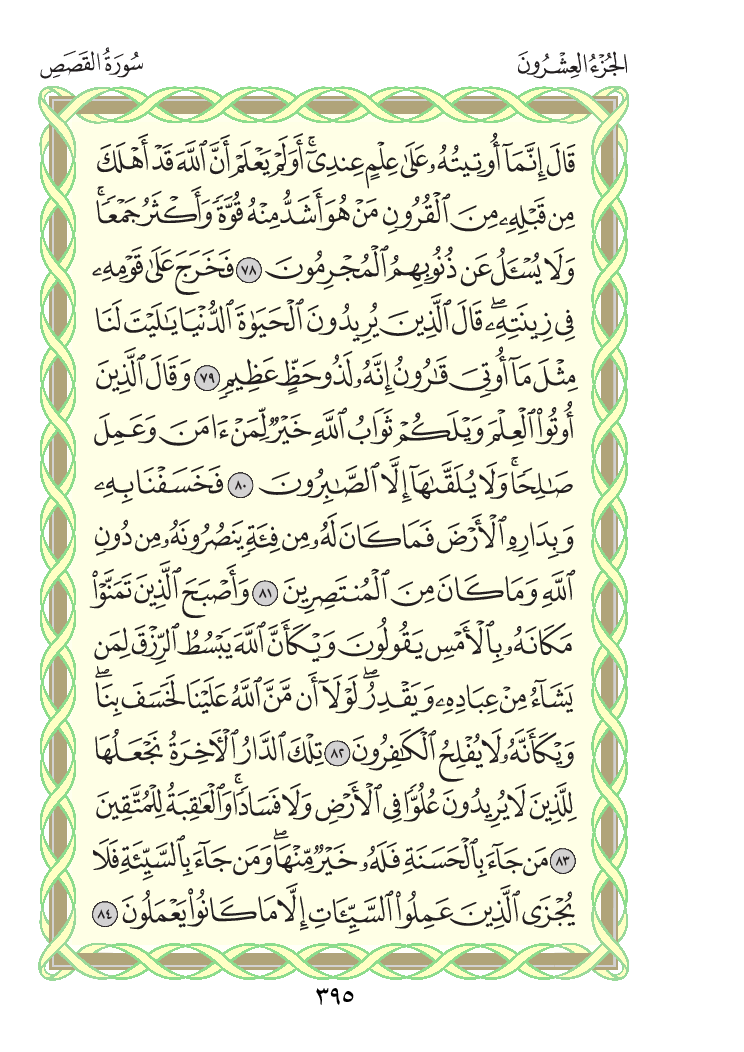 الجُزْءُ العِشْرُونَ
سُورَةُ القَصَصِ
قَالَ إِنَّمَآ أُوتِيتُهُۥ عَلَىٰ عِلْمٍ عِندِيٓۚ أَوَلَمْ يَعْلَمْ أَنَّ ٱللَّهَ قَدْ أَهْلَكَ
مِن قَبْلِهِۦ مِنَ ٱلْقُرُونِ مَنْ هُوَ أَشَدُّ مِنْهُ قُوَّةً وَأَكْثَرُ جَمْعًاۚ
وَلَا يُسْـَٔلُ عَن ذُنُوبِهِمُ ٱلْمُجْرِمُونَ ٧٨ فَخَرَجَ عَلَىٰ قَوْمِهِۦ
فِى زِينَتِهِۦۖ قَالَ ٱلَّذِينَ يُرِيدُونَ ٱلْحَيَوٰةَ ٱلدُّنْيَا يَـٰلَيْتَ لَنَا
مِثْلَ مَآ أُوتِىَ قَـٰرُونُ إِنَّهُۥ لَذُو حَظٍّ عَظِيمٍ ٧٩ وَقَالَ ٱلَّذِينَ
أُوتُوا۟ ٱلْعِلْمَ وَيْلَكُمْ ثَوَابُ ٱللَّهِ خَيْرٌ لِّمَنْ ءَامَنَ وَعَمِلَ
صَـٰلِحًاۚ وَلَا يُلَقَّىٰهَآ إِلَّا ٱلصَّـٰبِرُونَ ٨٠ فَخَسَفْنَا بِهِۦ
وَبِدَارِهِ ٱلْأَرْضَ فَمَا كَانَ لَهُۥ مِن فِئَةٍ يَنصُرُونَهُۥ مِن دُونِ
ٱللَّهِ وَمَا كَانَ مِنَ ٱلْمُنتَصِرِينَ ٨١ وَأَصْبَحَ ٱلَّذِينَ تَمَنَّوْا۟
مَكَانَهُۥ بِٱلْأَمْسِ يَقُولُونَ وَيْكَأَنَّ ٱللَّهَ يَبْسُطُ ٱلرِّزْقَ لِمَن
يَشَآءُ مِنْ عِبَادِهِۦ وَيَقْدِرُۖ لَوْلَآ أَن مَّنَّ ٱللَّهُ عَلَيْنَا لَخَسَفَ بِنَاۖ
وَيْكَأَنَّهُۥ لَا يُفْلِحُ ٱلْكَـٰفِرُونَ ٨٢ تِلْكَ ٱلدَّارُ ٱلْـَٔاخِرَةُ نَجْعَلُهَا
لِلَّذِينَ لَا يُرِيدُونَ عُلُوًّا فِى ٱلْأَرْضِ وَلَا فَسَادًاۚ وَٱلْعَـٰقِبَةُ لِلْمُتَّقِينَ
٨٣ مَن جَآءَ بِٱلْحَسَنَةِ فَلَهُۥ خَيْرٌ مِّنْهَاۖ وَمَن جَآءَ بِٱلسَّيِّئَةِ فَلَا
يُجْزَى ٱلَّذِينَ عَمِلُوا۟ ٱلسَّيِّـَٔاتِ إِلَّا مَا كَانُوا۟ يَعْمَلُونَ ٨٤
٣٩٥